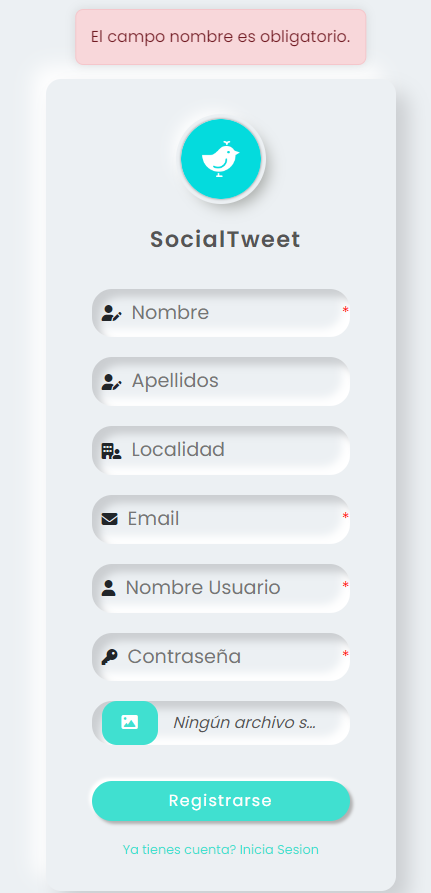 El campo nombre es obligatorio.
SocialTweet
Nombre *
Apellidos
Localidad
Email *
Nombre Usuario *
Contraseña *
Ningún archivo s...
Registrarse
Ya tienes cuenta? Inicia Sesion